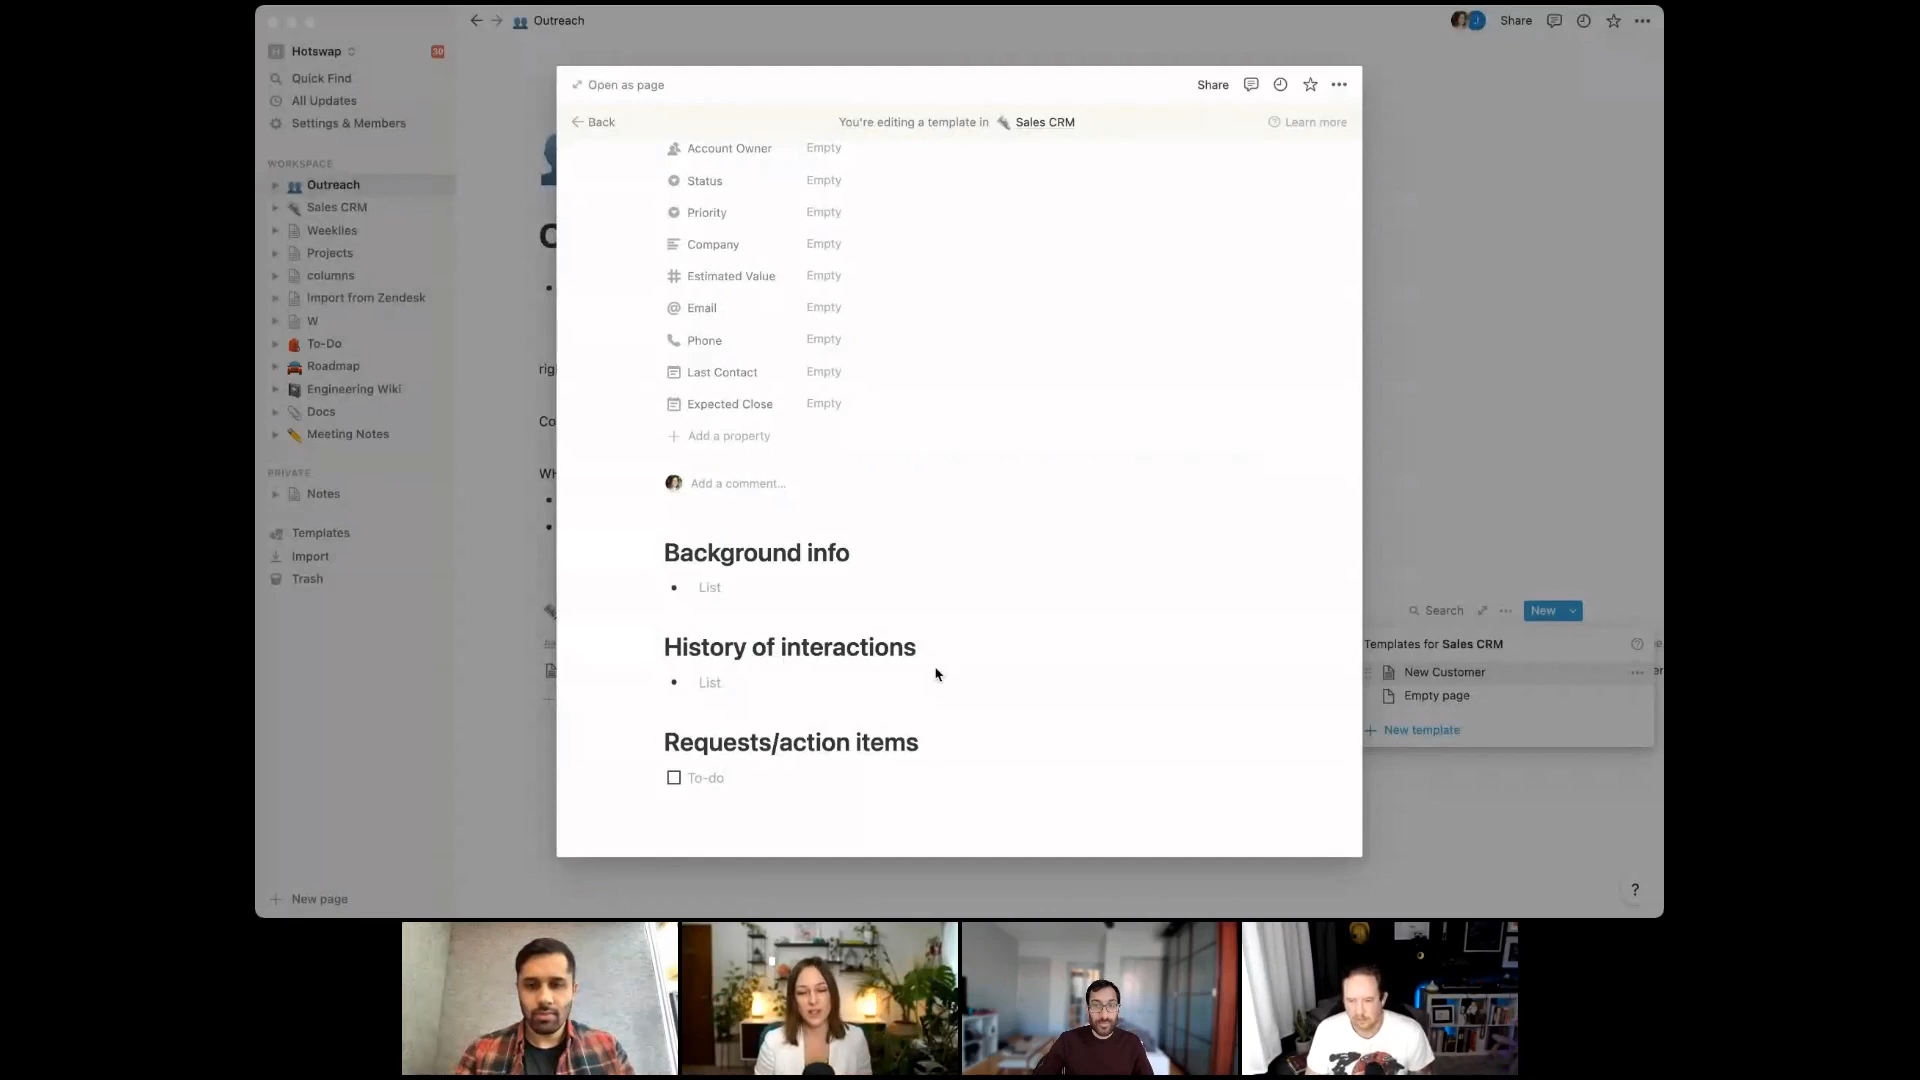 Outreach
Share
Hotswap
30
Quick Find
All Updates
Settings & Members
WORKSPACE
Outreach
Sales CRM
Weeklies
Projects
columns
Import from Zendesk
W
To-Do
Roadmap
Engineering Wiki
Docs
Meeting Notes
PRIVATE
Notes
Templates
Import
Trash
New page
Open as page
Share
Back
You're editing a template in Sales CRM
Learn more
Account Owner Empty
Status Empty
Priority Empty
Company Empty
Estimated Value Empty
Email Empty
Phone Empty
Last Contact Empty
Expected Close Empty
Add a property
Add a comment...
Background info
• List
History of interactions
• List
Requests/action items
To-do
Search
New
Templates for Sales CRM
New Customer
Empty page
+ New template
?